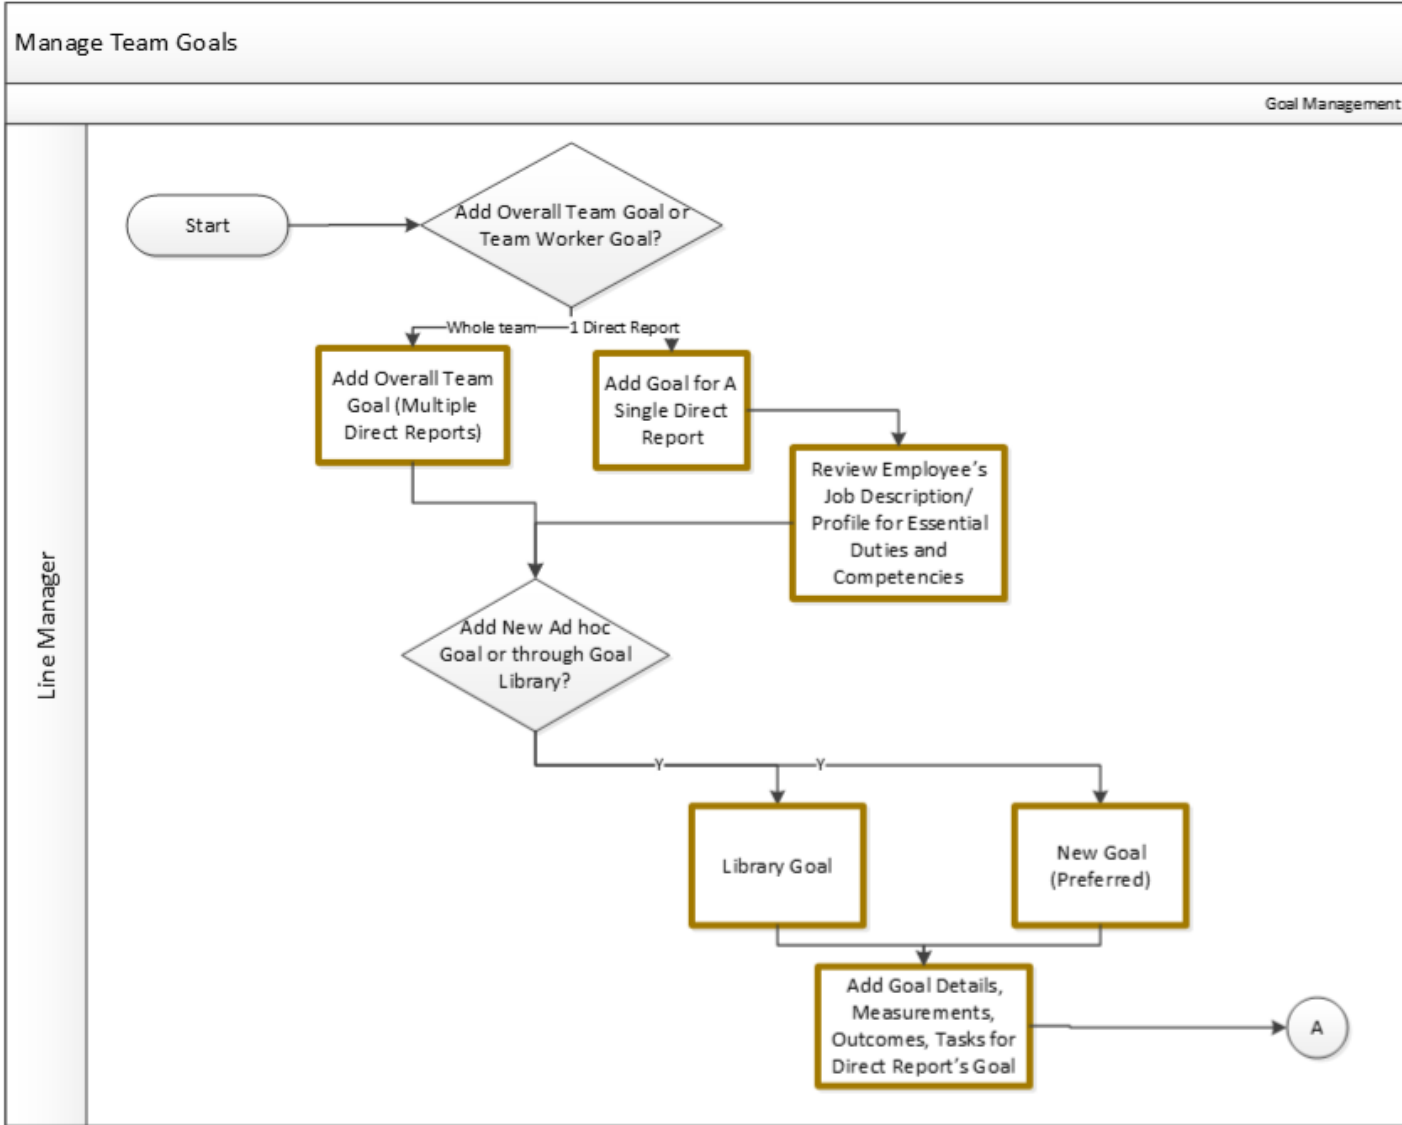 Manage Team Goals
Goal Management
Line Manager
Start
Add Overall Team Goal or
Team Worker Goal?
Whole team
1 Direct Report
Add Overall Team
Goal (Multiple
Direct Reports)
Add Goal for A
Single Direct
Report
Review Employee's
Job Description/
Profile for Essential
Duties and
Competencies
Add New Ad hoc
Goal or through Goal
Library?
Y
Y
Library Goal
New Goal
(Preferred)
Add Goal Details,
Measurements,
Outcomes, Tasks for
Direct Report's Goal
A